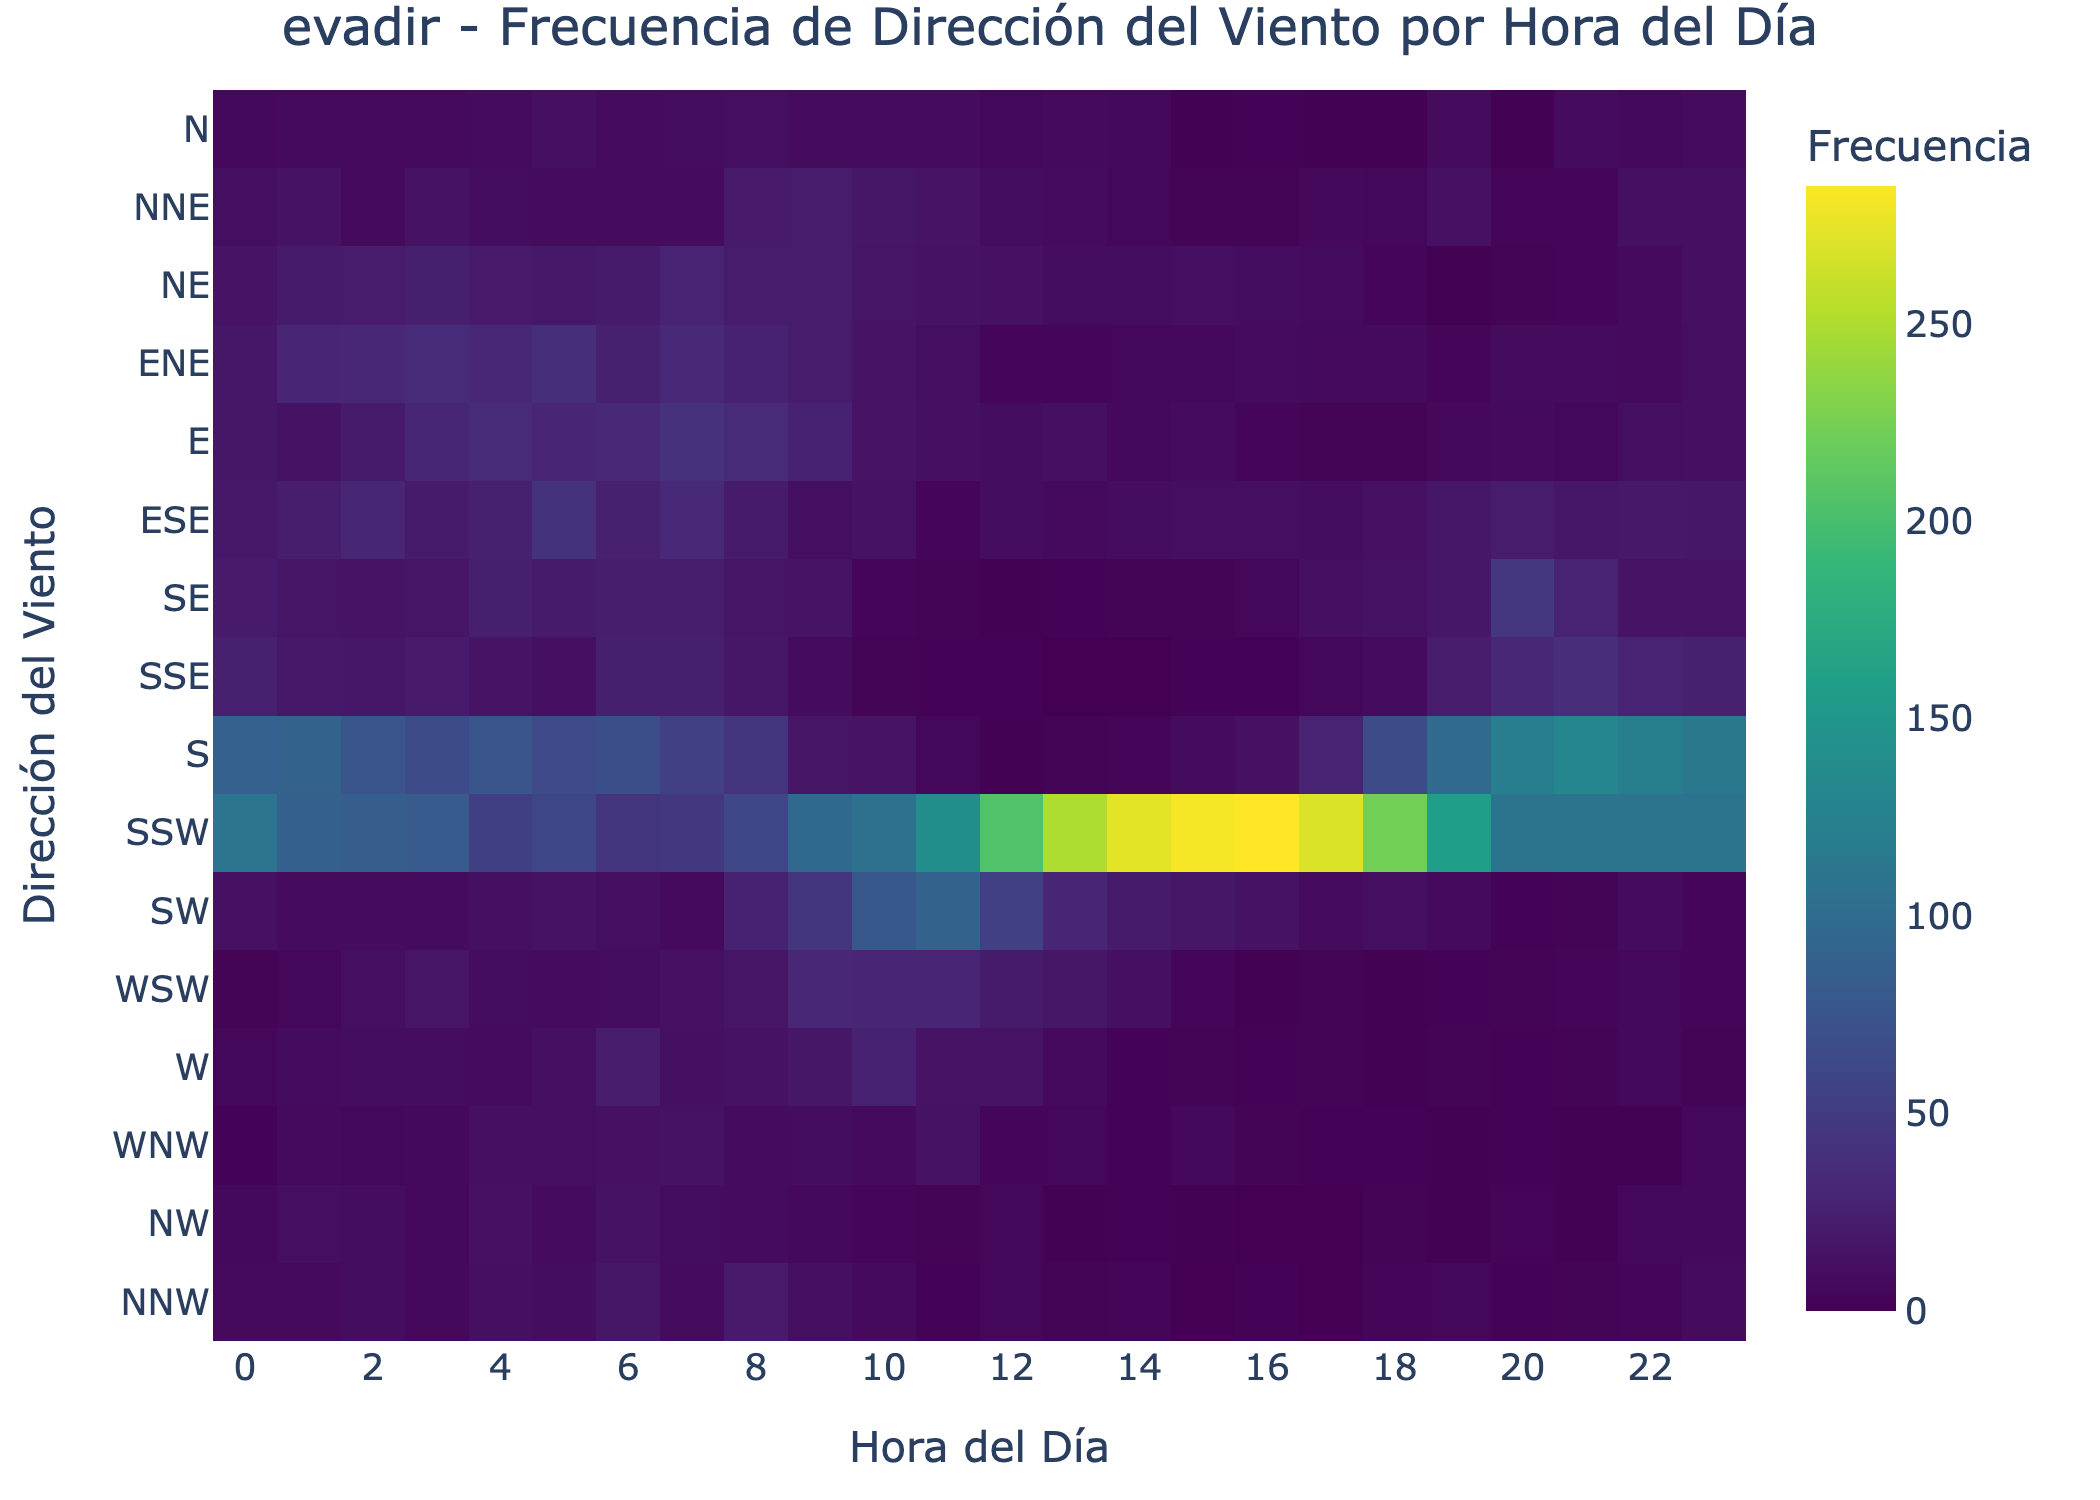 evadir - Frecuencia de Dirección del Viento por Hora del Día
Frecuencia
250
200
150
100
50
0
Dirección del Viento
N
NNE
NE
ENE
E
ESE
SE
SSE
S
SSW
SW
WSW
W
WNW
NW
NNW
0 2 4 6 8 10 12 14 16 18 20 22
Hora del Día